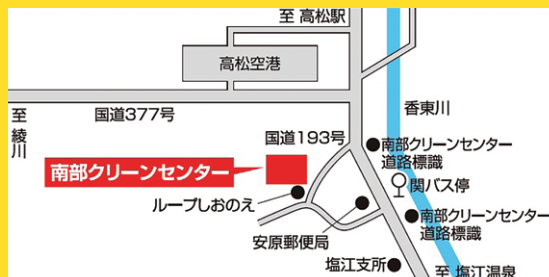 至 高松駅
高松空港
国道377号
至
綾
川
香東川
国道193号
南部クリーンセンター
道路標識
南部クリーンセンター
関バス停
ループしおのえ
南部クリーンセンター
道路標識
安原郵便局
塩江支所
至 塩江温泉